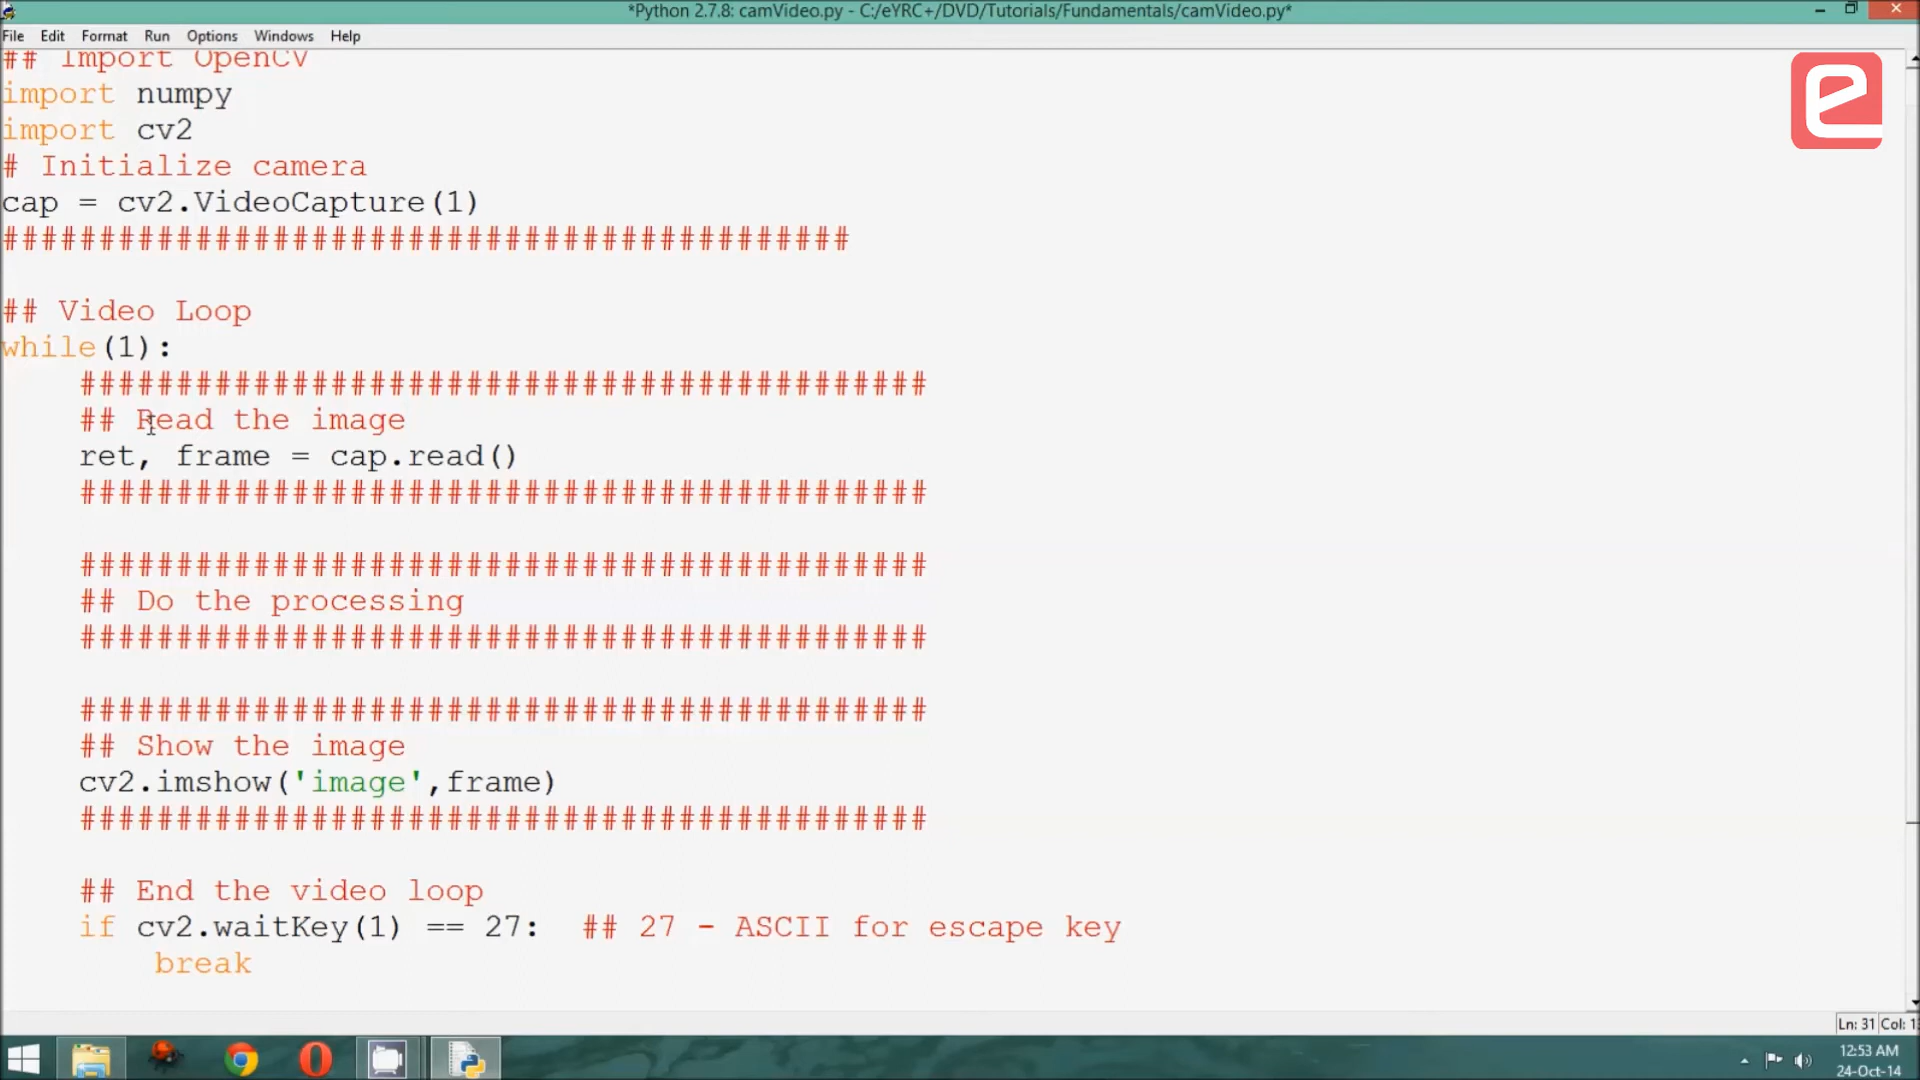 *Python 2.7.8: camVideo.py - C:/eYRC+/DVD/Tutorials/Fundamentals/camVideo.py*
File Edit Format Run Options Windows Help
## Import OpenCV
import numpy
import cv2
# Initialize camera
cap = cv2.VideoCapture(1)
############################################

## Video Loop
while(1):
    ############################################
    ## Read the image
    ret, frame = cap.read()
    ############################################

    ############################################
    ## Do the processing
    ############################################

    ############################################
    ## Show the image
    cv2.imshow('image',frame)
    ############################################

    ## End the video loop
    if cv2.waitKey(1) == 27:  ## 27 - ASCII for escape key
        break
e
Ln: 31 Col: 1
12:53 AM
24-Oct-14